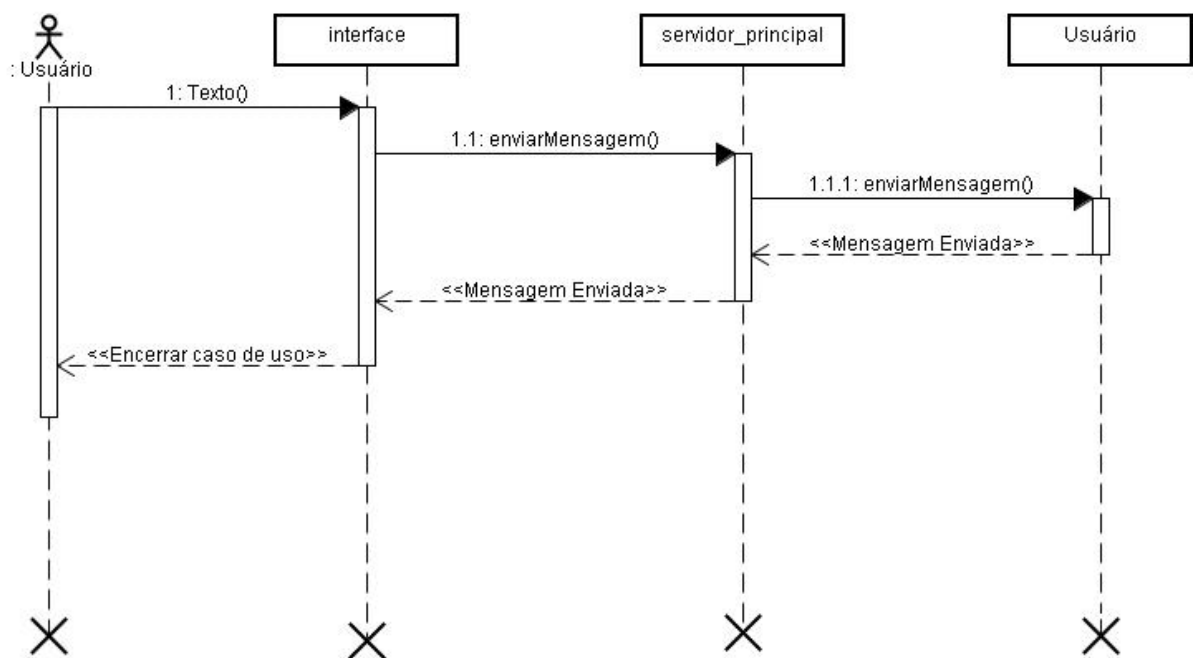 interface
servidor_principal
Usuário
: Usuário
1: Texto()
1.1: enviarMensagem()
1.1.1: enviarMensagem()
<<Mensagem Enviada>>
<<Mensagem Enviada>>
<<Encerrar caso de uso>>